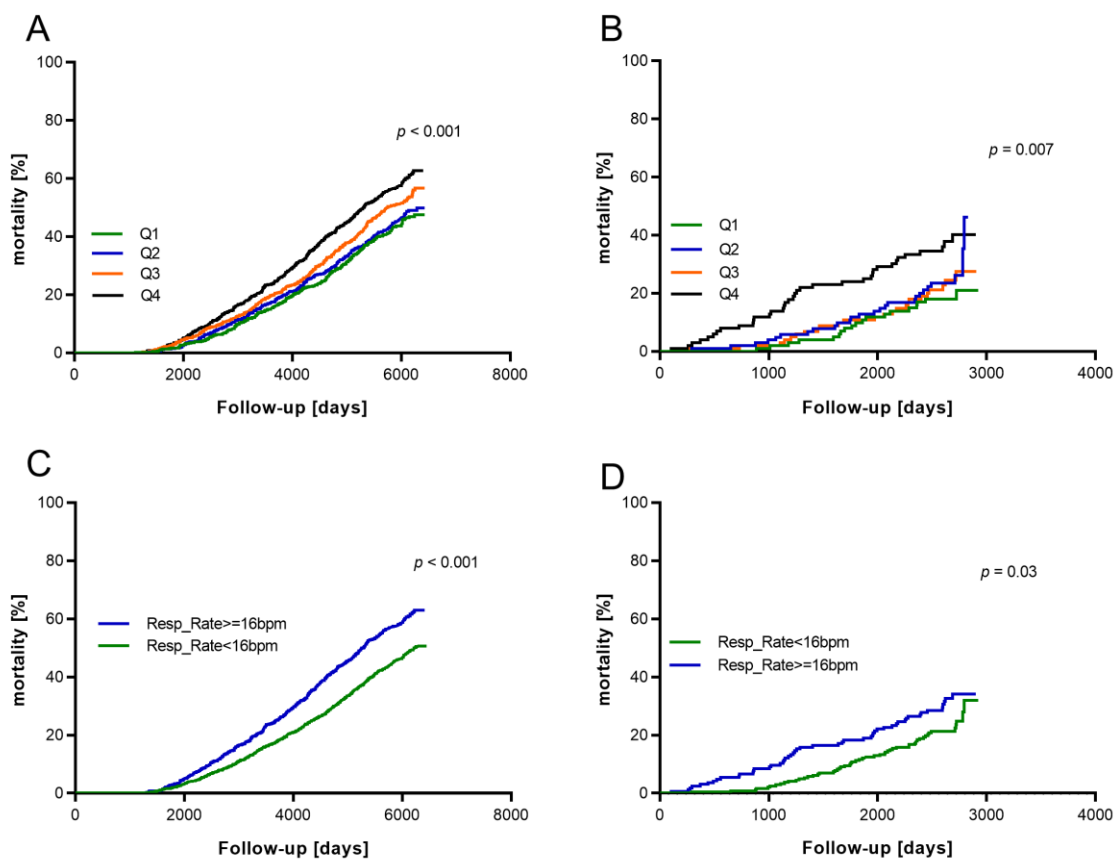 A
100
80
60
40
20
0
mortality [%]
p < 0.001
Q1
Q2
Q3
Q4
0 2000 4000 6000 8000
Follow-up [days]
B
100
80
60
40
20
0
mortality [%]
p = 0.007
Q1
Q2
Q3
Q4
0 1000 2000 3000 4000
Follow-up [days]
C
100
80
60
40
20
0
mortality [%]
p < 0.001
Resp_Rate>=16bpm
Resp_Rate<16bpm
0 2000 4000 6000 8000
Follow-up [days]
D
100
80
60
40
20
0
mortality [%]
p = 0.03
Resp_Rate<16bpm
Resp_Rate>=16bpm
0 1000 2000 3000 4000
Follow-up [days]